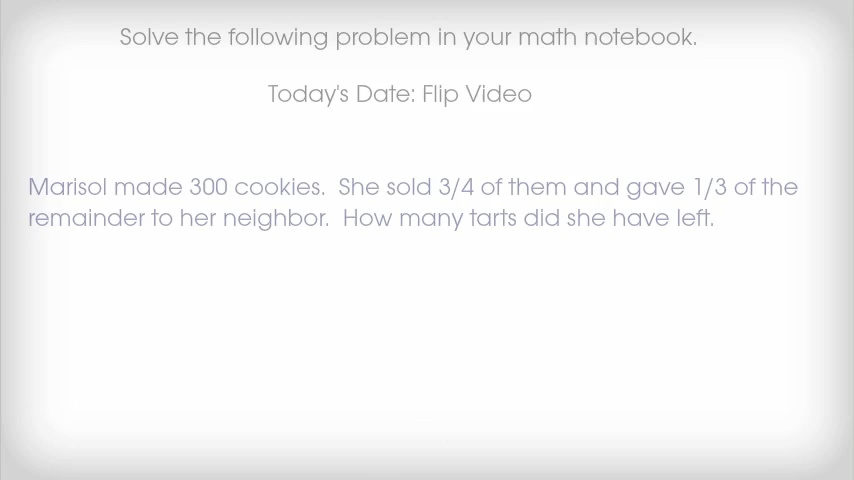 Solve the following problem in your math notebook.
Today's Date: Flip Video
Marisol made 300 cookies.  She sold 3/4 of them and gave 1/3 of the
remainder to her neighbor.  How many tarts did she have left.